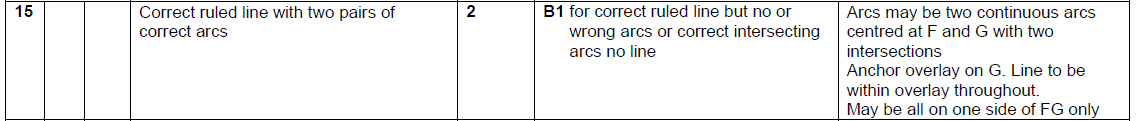 15
Correct ruled line with two pairs of
correct arcs
2
B1 for correct ruled line but no or
wrong arcs or correct intersecting
arcs no line
Arcs may be two continuous arcs
centred at F and G with two
intersections
Anchor overlay on G. Line to be
within overlay throughout.
May be all on one side of FG only